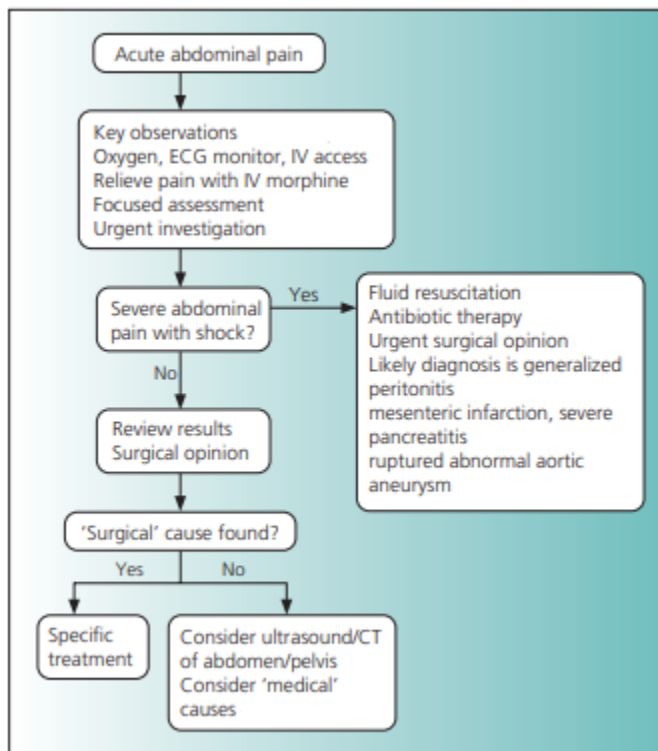 Acute abdominal pain
Key observations
Oxygen, ECG monitor, IV access
Relieve pain with IV morphine
Focused assessment
Urgent investigation
Severe abdominal
pain with shock?
Yes
Fluid resuscitation
Antibiotic therapy
Urgent surgical opinion
Likely diagnosis is generalized
peritonitis
mesenteric infarction, severe
pancreatitis
ruptured abnormal aortic
aneurysm
No
Review results
Surgical opinion
‘Surgical’ cause found?
Yes
No
Specific
treatment
Consider ultrasound/CT
of abdomen/pelvis
Consider ‘medical’
causes